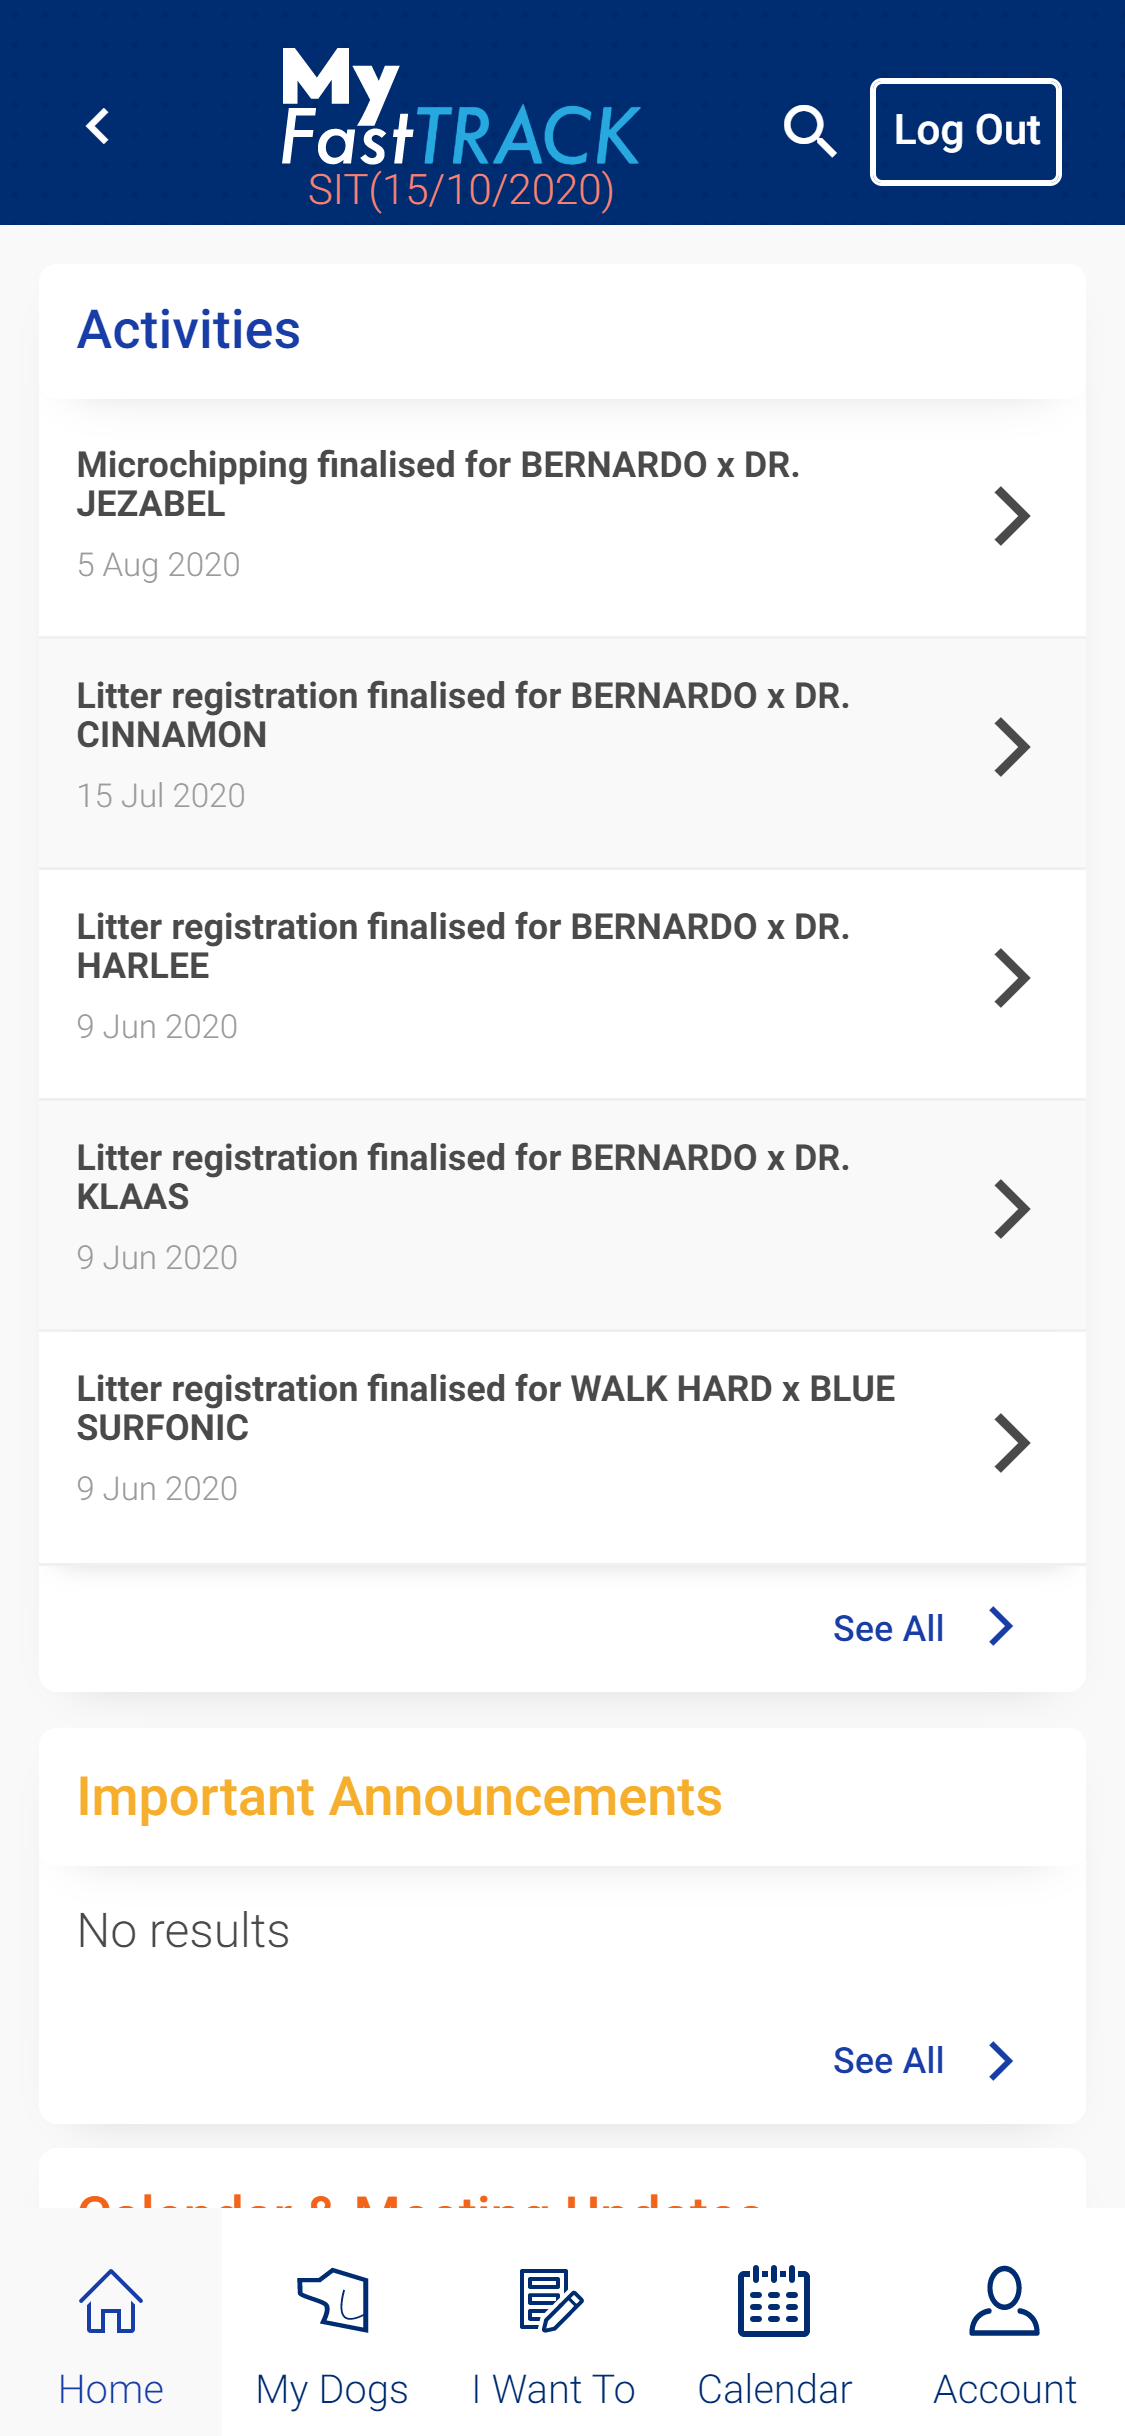 My
FastTRACK
SIT(15/10/2020)
Log Out
Activities
Microchipping finalised for BERNARDO x DR.
JEZABEL
5 Aug 2020
Litter registration finalised for BERNARDO x DR.
CINNAMON
15 Jul 2020
Litter registration finalised for BERNARDO x DR.
HARLEE
9 Jun 2020
Litter registration finalised for BERNARDO x DR.
KLAAS
9 Jun 2020
Litter registration finalised for WALK HARD x BLUE
SURFONIC
9 Jun 2020
See All
Important Announcements
No results
See All
Calendar & Meeting Updates
Home
My Dogs
I Want To
Calendar
Account